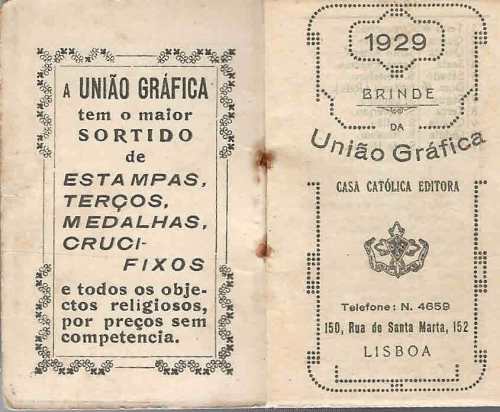 A UNIÃO GRÁFICA
tem o maior
SORTIDO
de
ESTAMPAS,
TERÇOS,
MEDALHAS,
CRUCI-
FIXOS
e todos os obje-
ctos religiosos,
por preços sem
competencia.
1929
BRINDE
DA
União Gráfica
CASA CATÓLICA EDITORA
Telefone: N. 4659
150, Rua de Santa Marta, 152
LISBOA